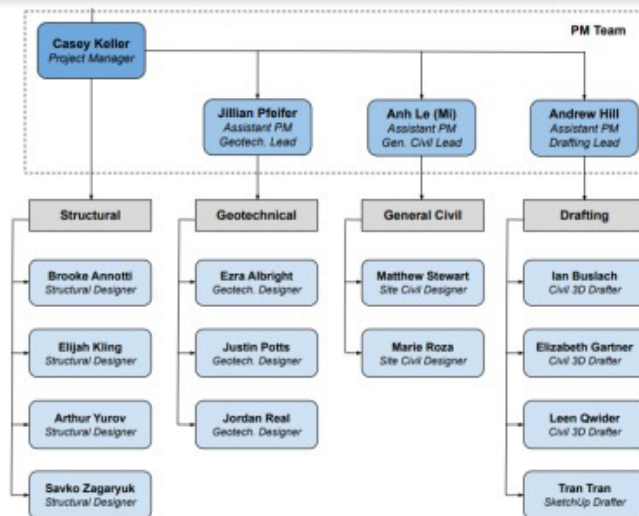 PM Team
Casey Keller
Project Manager
Jillian Pfeifer
Assistant PM
Geotech. Lead
Anh Le (Mi)
Assistant PM
Gen. Civil Lead
Andrew Hill
Assistant PM
Drafting Lead
Structural
Brooke Annotti
Structural Designer
Elijah Kling
Structural Designer
Arthur Yurov
Structural Designer
Savko Zagaryuk
Structural Designer
Geotechnical
Ezra Albright
Geotech. Designer
Justin Potts
Geotech. Designer
Jordan Real
Geotech. Designer
General Civil
Matthew Stewart
Site Civil Designer
Marie Roza
Site Civil Designer
Drafting
Ian Buslach
Civil 3D Drafter
Elizabeth Gartner
Civil 3D Drafter
Leen Qwider
Civil 3D Drafter
Tran Tran
SketchUp Drafter